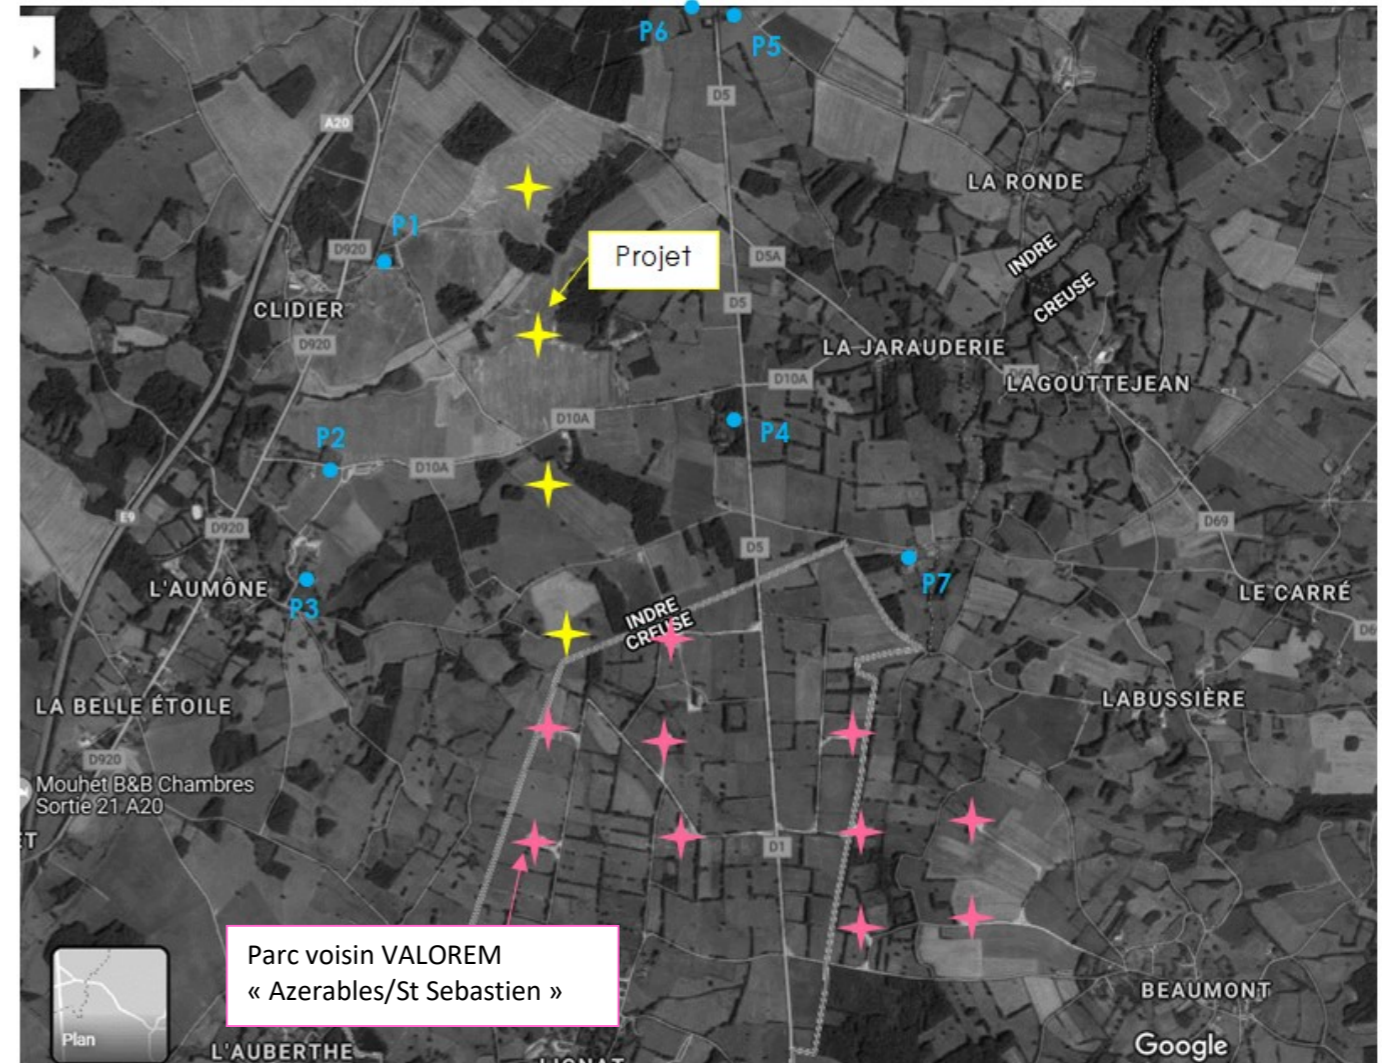 P6
P5
D5
A20
LA RONDE
P1
D920
Projet
D5A
INDRE
CREUSE
CLIDIER
D5
D920
LA JARAUDERIE
D10A
LAGOUTTEJEAN
D10A
P2
P4
D10A
E9
D920
D69
D5
L'AUMÔNE
P3
P7
LE CARRÉ
INDRE
CREUSE
LA BELLE ÉTOILE
LABUSSIÈRE
D920
Mouhet B&B Chambres
Sortie 21 A20
ET
D1
Parc voisin VALOREM
« Azerables/St Sebastien »
BEAUMONT
Plan
L'AUBERTHE
Google